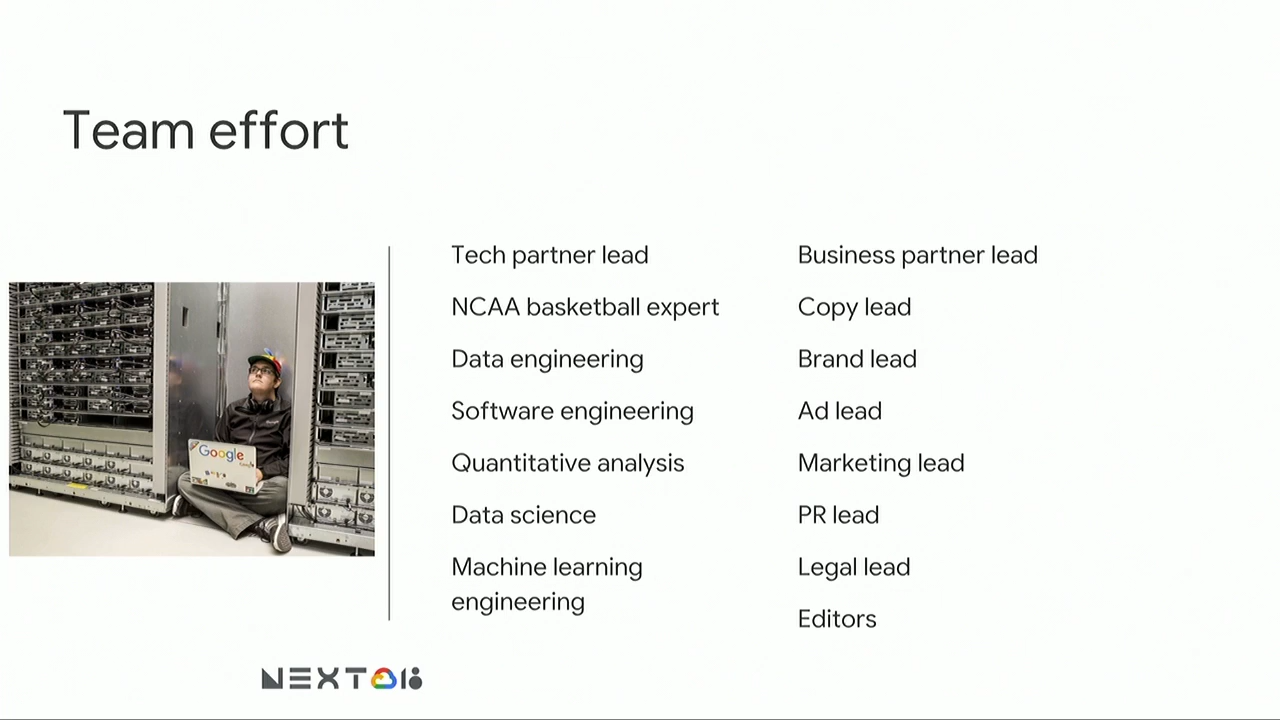 Team effort
Tech partner lead
NCAA basketball expert
Data engineering
Software engineering
Quantitative analysis
Data science
Machine learning
engineering
Business partner lead
Copy lead
Brand lead
Ad lead
Marketing lead
PR lead
Legal lead
Editors
Google
NEXT 18